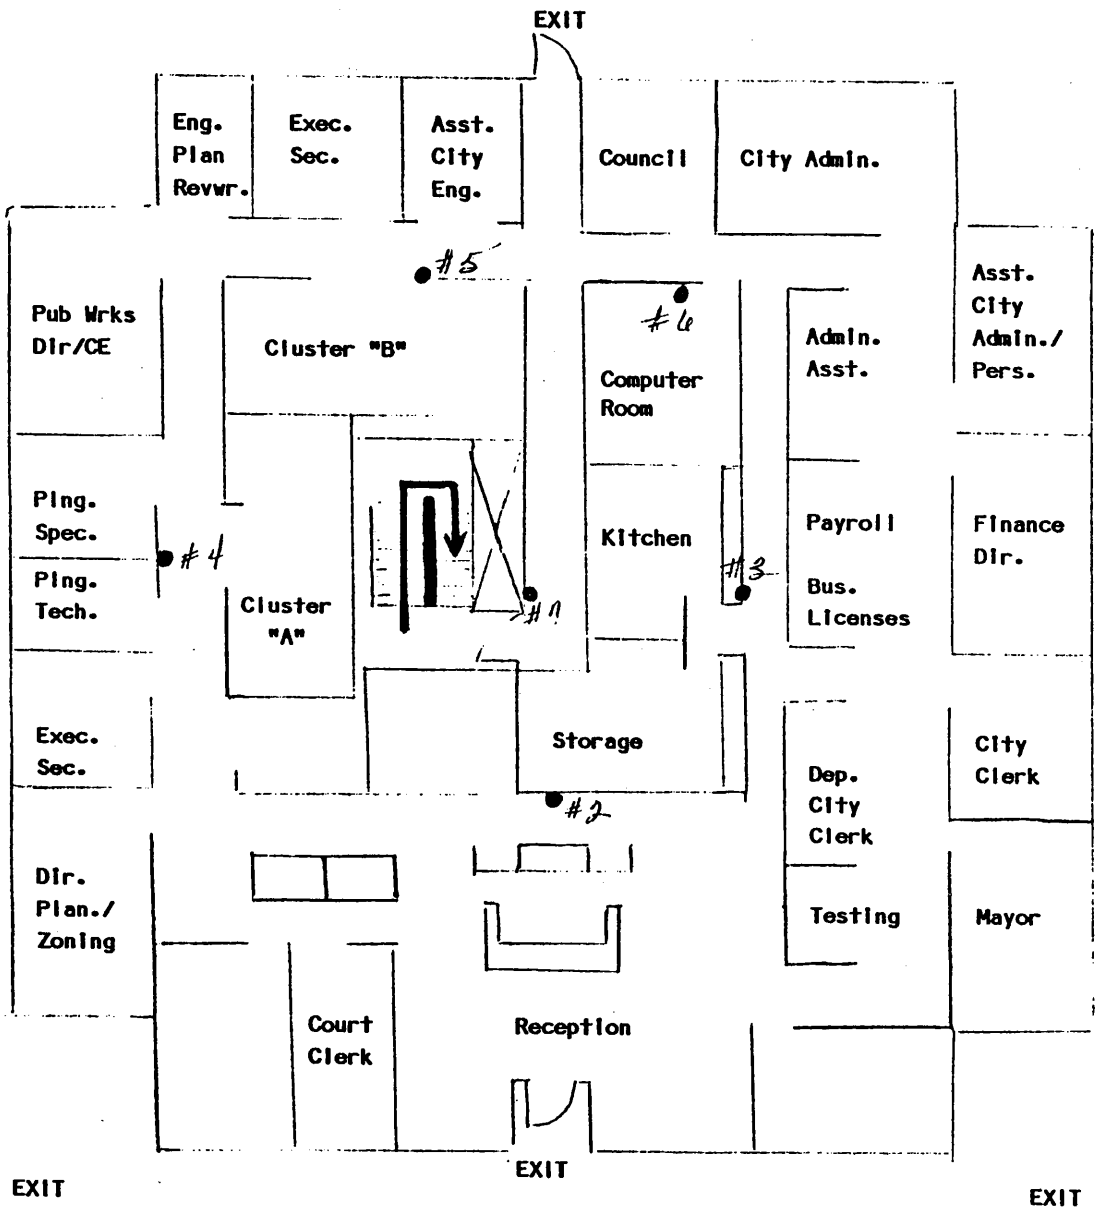 EXIT
Eng.
Plan
Revwr.
Exec.
Sec.
Asst.
City
Eng.
Council
City Admin.
#5
#6
Pub Wrks
Dir/CE
Cluster "B"
Computer
Room
Admin.
Asst.
Asst.
City
Admin./
Pers.
Plng.
Spec.
#4
Plng.
Tech.
Cluster
"A"
Kitchen
#3
Payroll
Bus.
Licenses
Finance
Dir.
Exec.
Sec.
Storage
#2
Dep.
City
Clerk
City
Clerk
Dir.
Plan./
Zoning
Testing
Mayor
Court
Clerk
Reception
EXIT
EXIT
EXIT